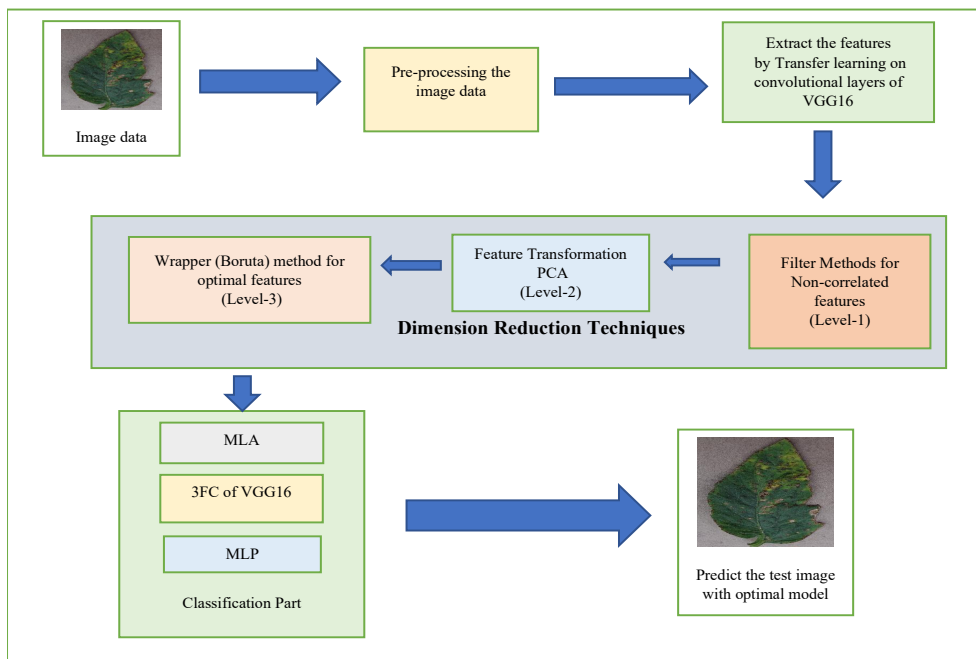 Image data
Pre-processing the
image data
Extract the features
by Transfer learning on
convolutional layers of
VGG16
Filter Methods for
Non-correlated
features
(Level-1)
Feature Transformation
PCA
(Level-2)
Wrapper (Boruta) method for
optimal features
(Level-3)
Dimension Reduction Techniques
MLA
3FC of VGG16
MLP
Classification Part
Predict the test image
with optimal model